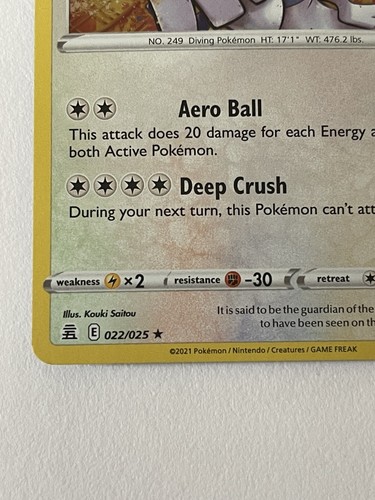 NO. 249 Diving Pokémon HT: 17'1" WT: 476.2 lbs.
Aero Ball
This attack does 20 damage for each Energy a
both Active Pokémon.
Deep Crush
During your next turn, this Pokémon can't att
weakness ×2 resistance -30 retreat
Illus. Kouki Saitou
It is said to be the guardian of the
E 022/025 ★ to have been seen on th
©2021 Pokémon / Nintendo / Creatures / GAME FREAK